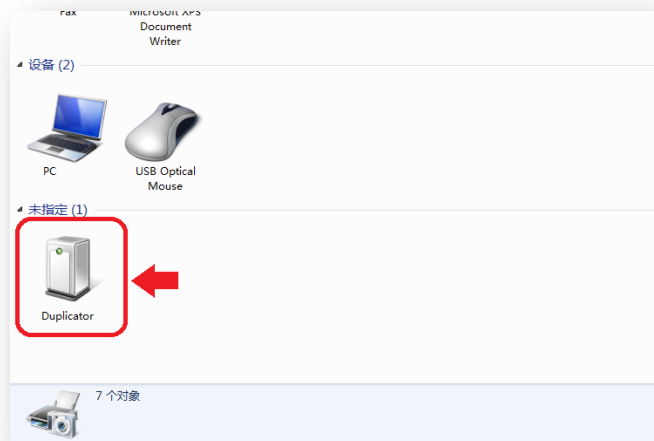 Fax
Microsoft XPS
Document
Writer
设备 (2)
PC
USB Optical
Mouse
未指定 (1)
Duplicator
7 个对象